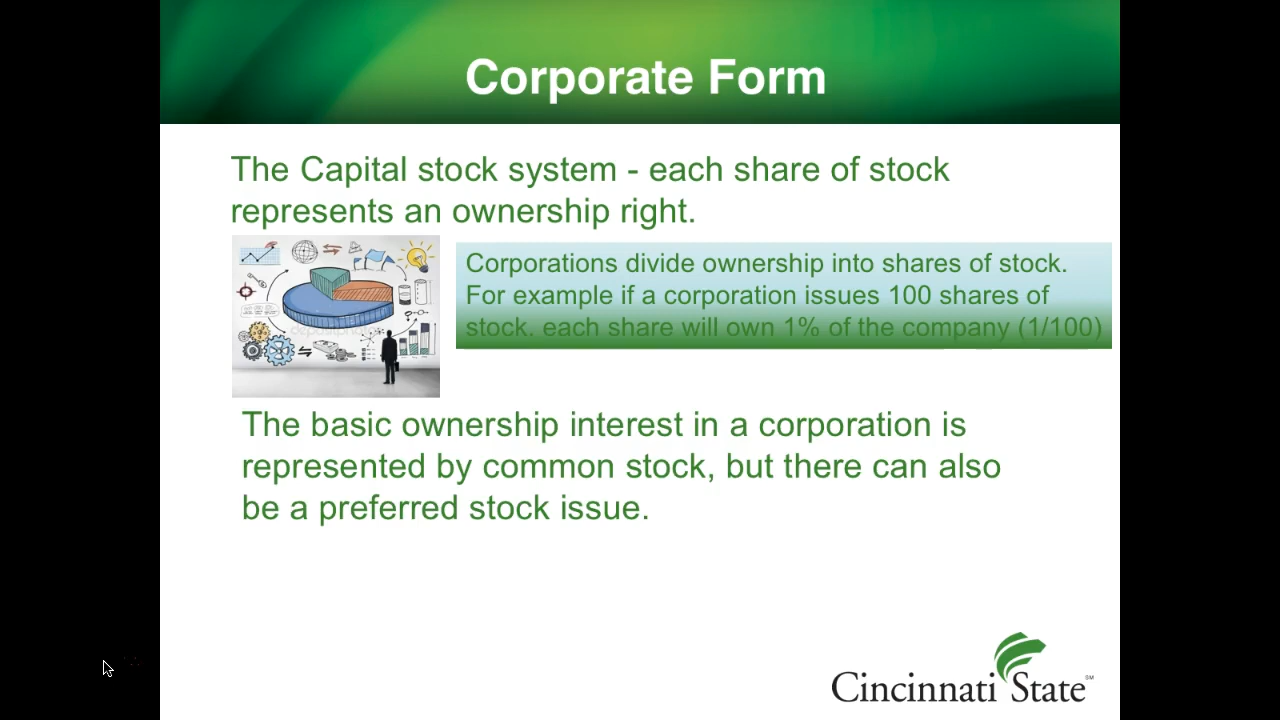 Corporate Form
The Capital stock system - each share of stock
represents an ownership right.
Corporations divide ownership into shares of stock.
For example if a corporation issues 100 shares of
stock. each share will own 1% of the company (1/100)
depositphotos
The basic ownership interest in a corporation is
represented by common stock, but there can also
be a preferred stock issue.
Cincinnati State SM